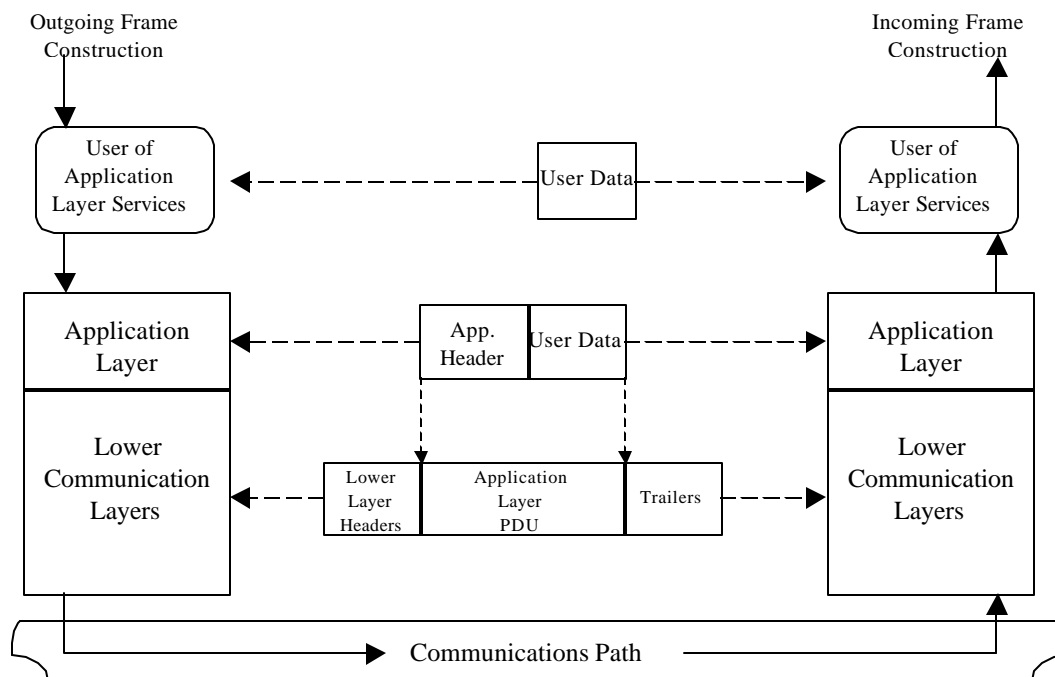 Outgoing Frame
Construction
Incoming Frame
Construction
User of
Application
Layer Services
User Data
User of
Application
Layer Services
Application
Layer
App.
Header
User Data
Application
Layer
Lower
Communication
Layers
Lower
Layer
Headers
Application
Layer
PDU
Trailers
Lower
Communication
Layers
Communications Path